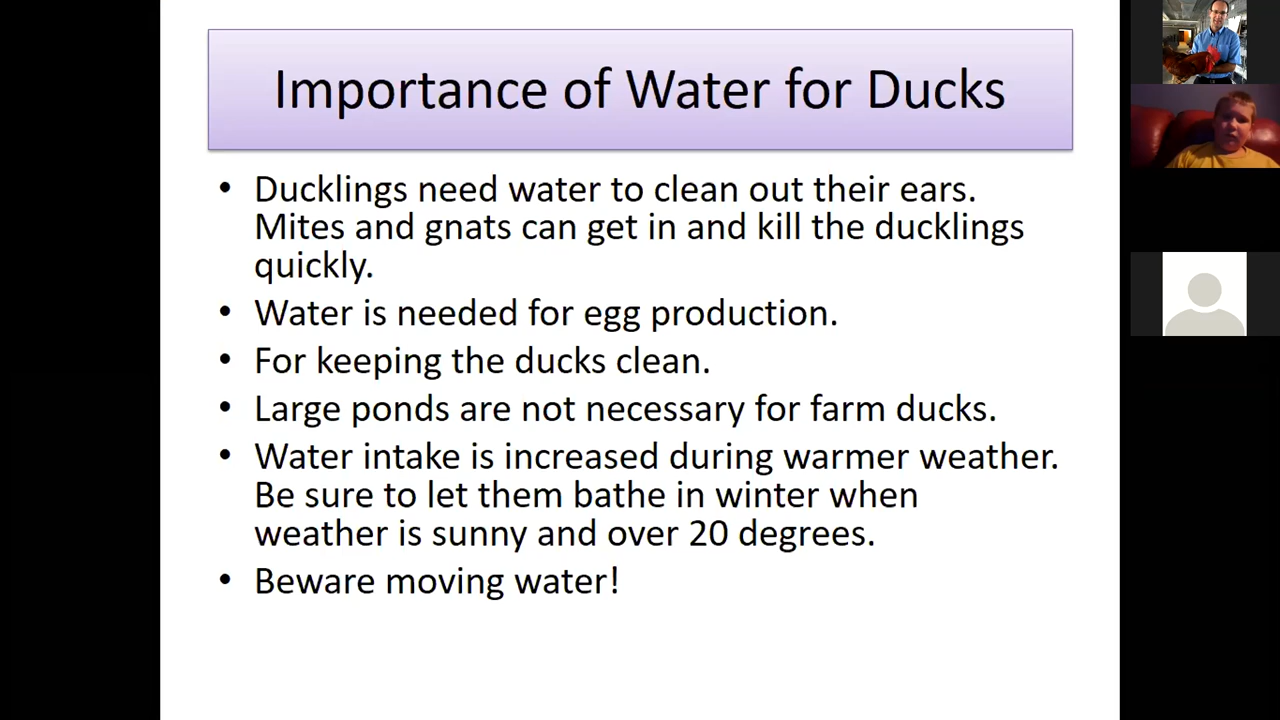 Importance of Water for Ducks
• Ducklings need water to clean out their ears.
Mites and gnats can get in and kill the ducklings
quickly.
• Water is needed for egg production.
• For keeping the ducks clean.
• Large ponds are not necessary for farm ducks.
• Water intake is increased during warmer weather.
Be sure to let them bathe in winter when
weather is sunny and over 20 degrees.
• Beware moving water!